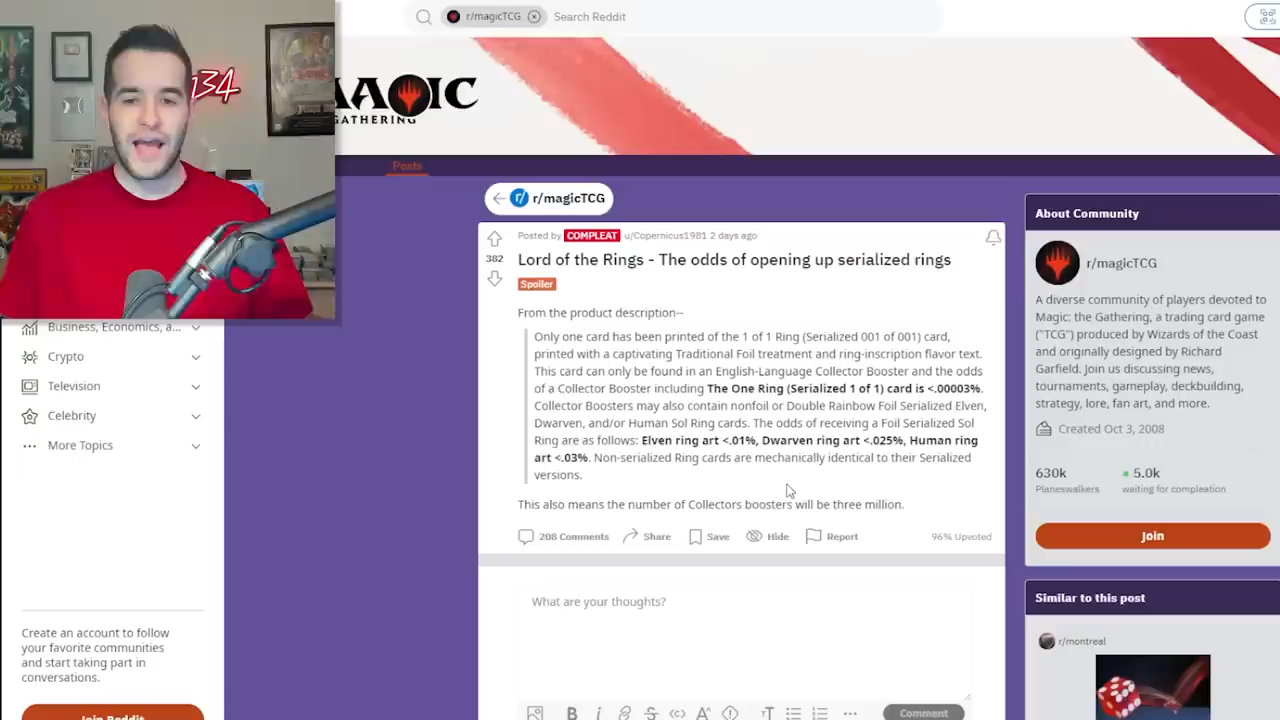 r/magicTCG
Search Reddit
134
MAGIC
GATHERING
Posts
r/magicTCG
Posted by COMPLEAT u/Copernicus1981 2 days ago
382
Lord of the Rings - The odds of opening up serialized rings
Spoiler
From the product description--
Only one card has been printed of the 1 of 1 Ring (Serialized 001 of 001) card,
printed with a captivating Traditional Foil treatment and ring-inscription flavor text.
This card can only be found in an English-Language Collector Booster and the odds
of a Collector Booster including The One Ring (Serialized 1 of 1) card is <.00003%.
Collector Boosters may also contain nonfoil or Double Rainbow Foil Serialized Elven,
Dwarven, and/or Human Sol Ring cards. The odds of receiving a Foil Serialized Sol
Ring are as follows: Elven ring art <.01%, Dwarven ring art <.025%, Human ring
art <.03%. Non-serialized Ring cards are mechanically identical to their Serialized
versions.
This also means the number of Collectors boosters will be three million.
208 Comments Share Save Hide Report 96% Upvoted
What are your thoughts?
B i T
Comment
Business, Economics, a...
Crypto
Television
Celebrity
More Topics
Create an account to follow
your favorite communities
and start taking part in
conversations.
Join Reddit
About Community
r/magicTCG
A diverse community of players devoted to
Magic: the Gathering, a trading card game
("TCG") produced by Wizards of the Coast
and originally designed by Richard
Garfield. Join us discussing news,
tournaments, gameplay, deckbuilding,
strategy, lore, fan art, and more.
Created Oct 3, 2008
630k 5.0k
Planeswalkers waiting for compleation
Join
Similar to this post
r/montreal